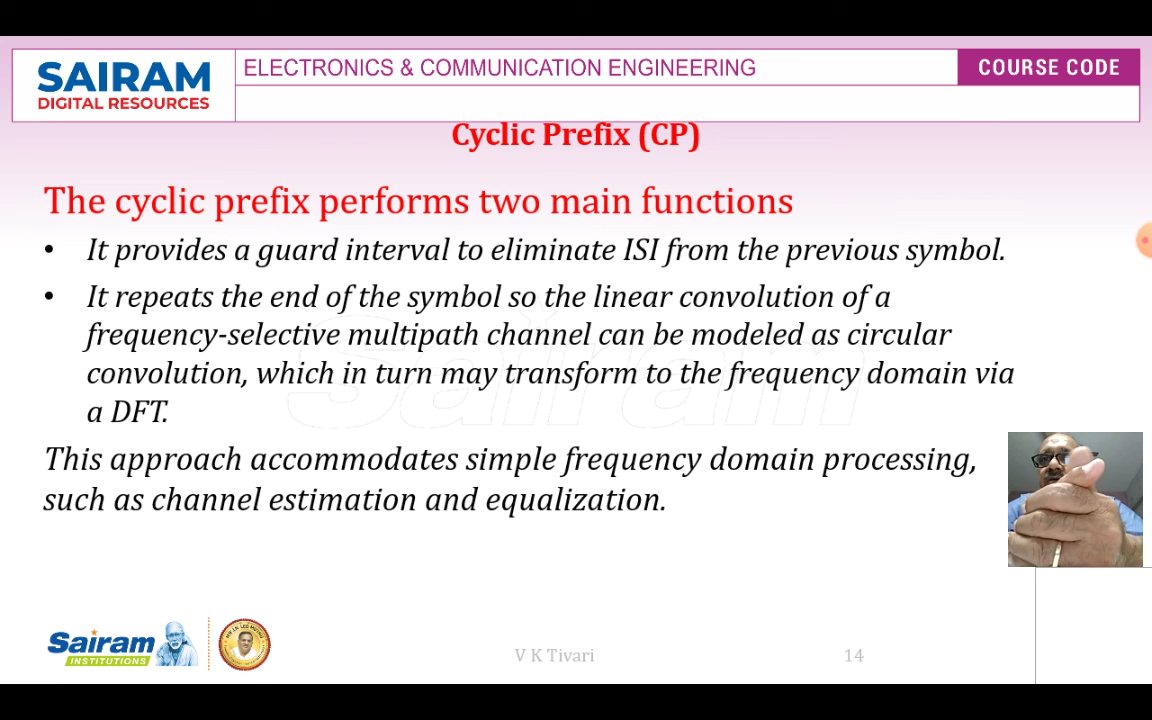 SAIRAM
DIGITAL RESOURCES
ELECTRONICS & COMMUNICATION ENGINEERING
COURSE CODE
Cyclic Prefix (CP)
The cyclic prefix performs two main functions
• It provides a guard interval to eliminate ISI from the previous symbol.
• It repeats the end of the symbol so the linear convolution of a
frequency-selective multipath channel can be modeled as circular
convolution, which in turn may transform to the frequency domain via
a DFT.
This approach accommodates simple frequency domain processing,
such as channel estimation and equalization.
Sairam
Sairam
INSTITUTIONS
V K Tivari
14